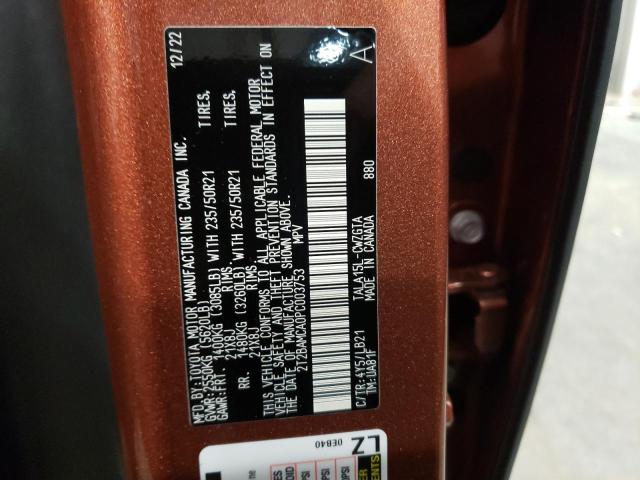 MFD.BY:TOYOTA MOTOR MANUFACTURING CANADA INC. 12/22
GVWR:2550KG(5620LB)
GAWR:FRT. 1400KG (3085LB) WITH 235/50R21 TIRES,
21X8J RIMS
RR. 1480KG (3260LB) WITH 235/50R21 TIRES,
21X8J RIMS
THIS VEHICLE CONFORMS TO ALL APPLICABLE FEDERAL MOTOR
VEHICLE SAFETY AND THEFT PREVENTION STANDARDS IN EFFECT ON
THE DATE OF MANUFACTURE SHOWN ABOVE.
2T2BAMCA0PC003753 MPV
A
C/TR:4Y5/LB21 TALA15L-CWZGTA
TM:UA81F MADE IN CANADA 880
LZ
0EB40